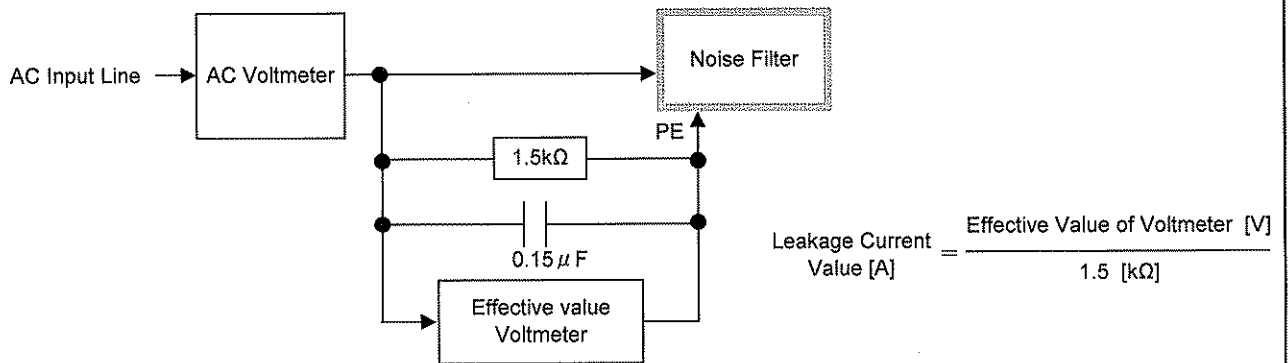 AC Input Line
AC Voltmeter
Noise Filter
PE
1.5kΩ
0.15μF
Effective value
Voltmeter
Leakage Current
Value [A]
=
Effective Value of Voltmeter [V]
1.5 [kΩ]